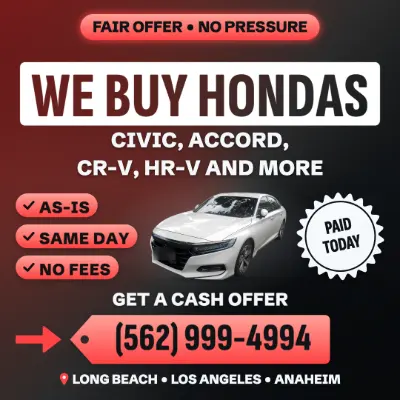 FAIR OFFER • NO PRESSURE
WE BUY HONDAS
CIVIC, ACCORD,
CR-V, HR-V AND MORE
AS-IS
SAME DAY
NO FEES
PAID
TODAY
GET A CASH OFFER
(562) 999-4994
LONG BEACH • LOS ANGELES • ANAHEIM